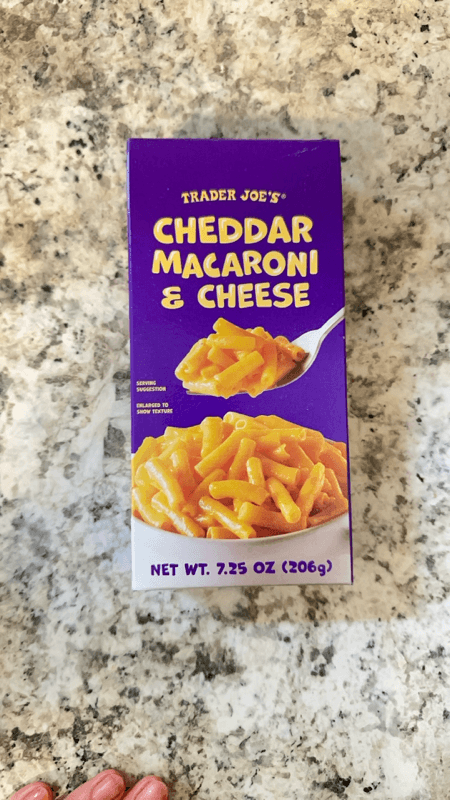 TRADER JOE'S®
CHEDDAR
MACARONI
& CHEESE
SERVING
SUGGESTION
ENLARGED TO
SHOW TEXTURE
NET WT. 7.25 OZ (206g)